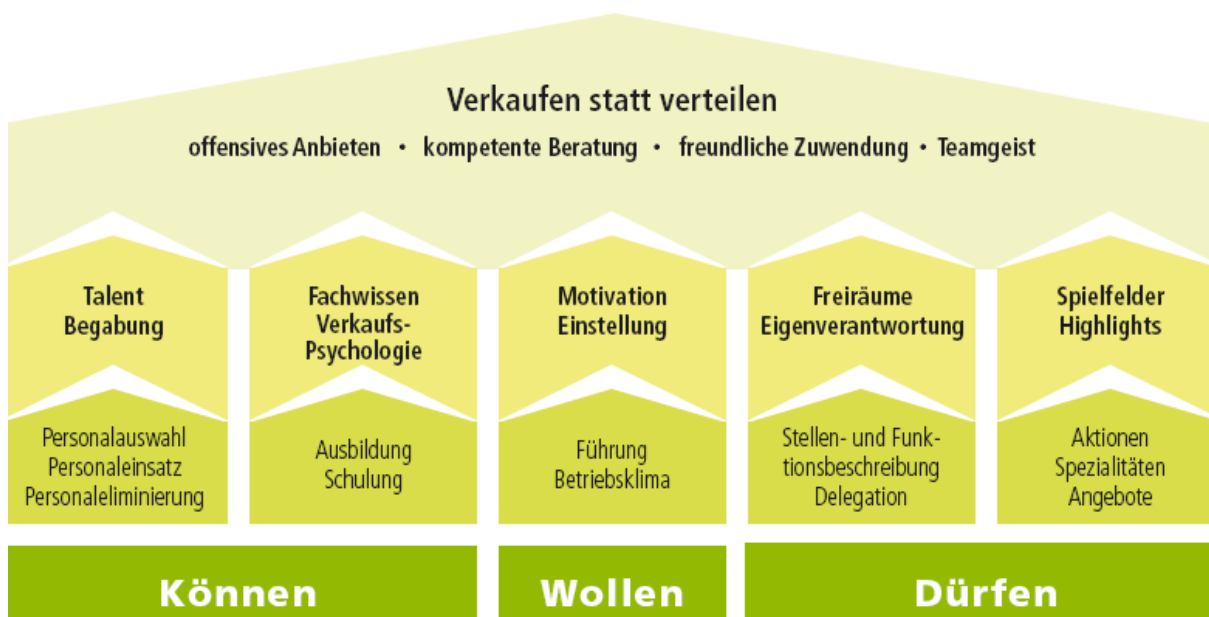 Verkaufen statt verteilen
offensives Anbieten • kompetente Beratung • freundliche Zuwendung • Teamgeist
Talent
Begabung
Fachwissen
Verkaufs-
Psychologie
Motivation
Einstellung
Freiräume
Eigenverantwortung
Spielfelder
Highlights
Personalauswahl
Personaleinsatz
Personaleliminierung
Ausbildung
Schulung
Führung
Betriebsklima
Stellen- und Funk-
tionsbeschreibung
Delegation
Aktionen
Spezialitäten
Angebote
Können
Wollen
Dürfen